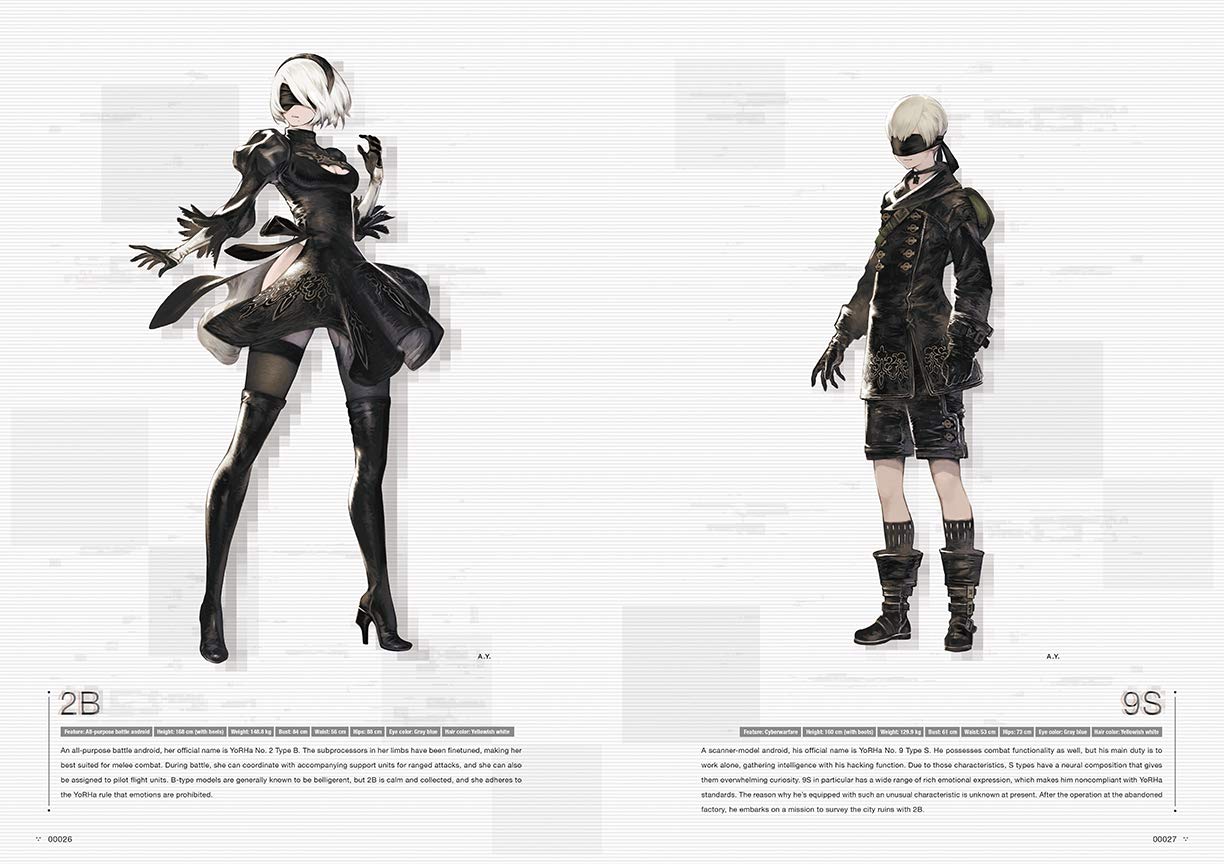 A.Y.
2B
Feature: All-purpose battle android Height: 168 cm (with heels) Weight: 148.8 kg Bust: 84 cm Waist: 56 cm Hips: 88 cm Eye color: Gray blue Hair color: Yellowish white
An all-purpose battle android, her official name is YoRHa No. 2 Type B. The subprocessors in her limbs have been finetuned, making her
best suited for melee combat. During battle, she can coordinate with accompanying support units for ranged attacks, and she can also
be assigned to pilot flight units. B-type models are generally known to be belligerent, but 2B is calm and collected, and she adheres to
the YoRHa rule that emotions are prohibited.
00026
A.Y.
9S
Feature: Cyberwarfare Height: 160 cm (with boots) Weight: 129.9 kg Bust: 61 cm Waist: 53 cm Hips: 73 cm Eye color: Gray blue Hair color: Yellowish white
A scanner-model android, his official name is YoRHa No. 9 Type S. He possesses combat functionality as well, but his main duty is to
work alone, gathering intelligence with his hacking function. Due to those characteristics, S types have a neural composition that gives
them overwhelming curiosity. 9S in particular has a wide range of rich emotional expression, which makes him noncompliant with YoRHa
standards. The reason why he's equipped with such an unusual characteristic is unknown at present. After the operation at the abandoned
factory, he embarks on a mission to survey the city ruins with 2B.
00027